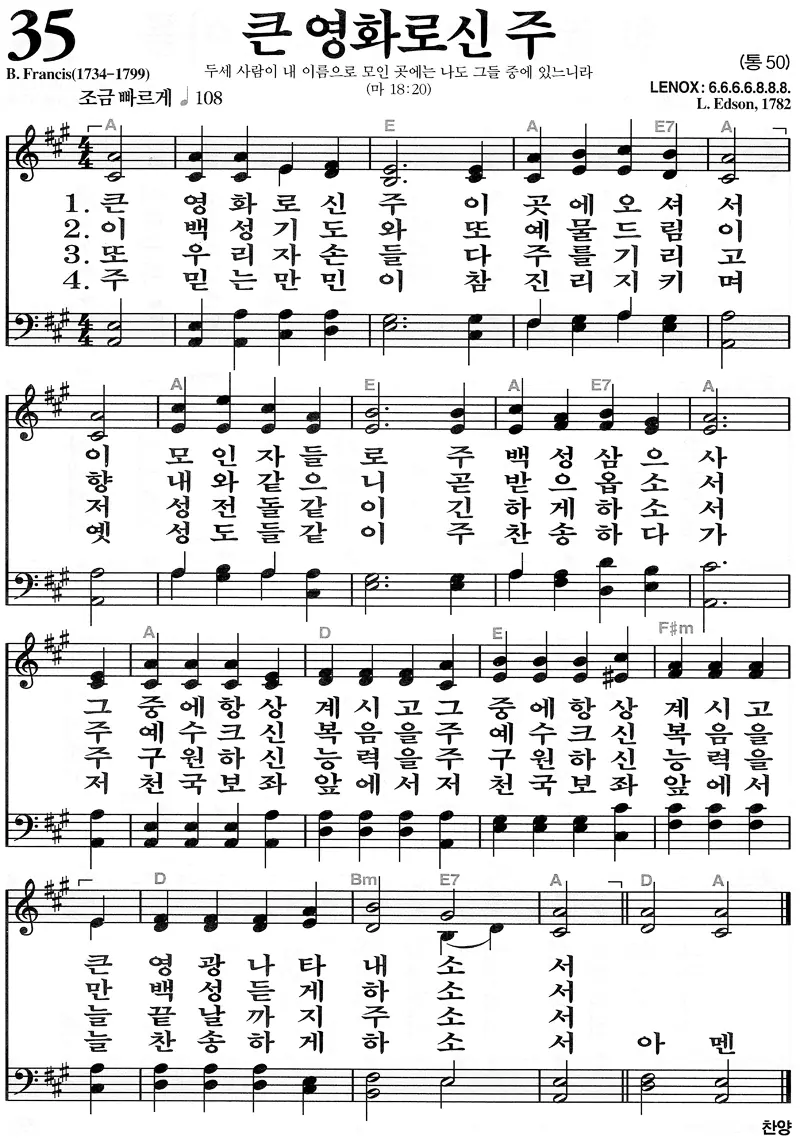 35
큰 영화로신 주
B. Francis(1734-1799)
두세 사람이 내 이름으로 모인 곳에는 나도 그들 중에 있느니라
(마 18:20)
(통 50)
LENOX : 6.6.6.6.8.8.8.
L. Edson, 1782
조금 빠르게 ♩108
A E A E7 A
1. 큰 영화로신 주 이 곳에오셔서
2. 이 백성기도와 또 예물드림이
3. 또 우리자손들 다 주를기리고
4. 주 믿는만민이 참 진리지키며
A E A E7 A
이 모인자들로 주 백성삼으사
향 내와같으니 곧 받으옵소서
저 성전돌같이 긴하게하소서
옛 성도들같이 주 찬송하다가
A D E F#m
그 중에항상 계시고그 중에항상 계시고
주 예수크신 복음을주 예수크신 복음을
주 구원하신 능력을주 구원하신 능력을
저 천국보좌 앞에서저 천국보좌 앞에서
D Bm E7 A D A
큰 영광나타내소서
만 백성듣게하소서
늘 끝날까지주소서
늘 찬송하게하소서 아멘
찬양